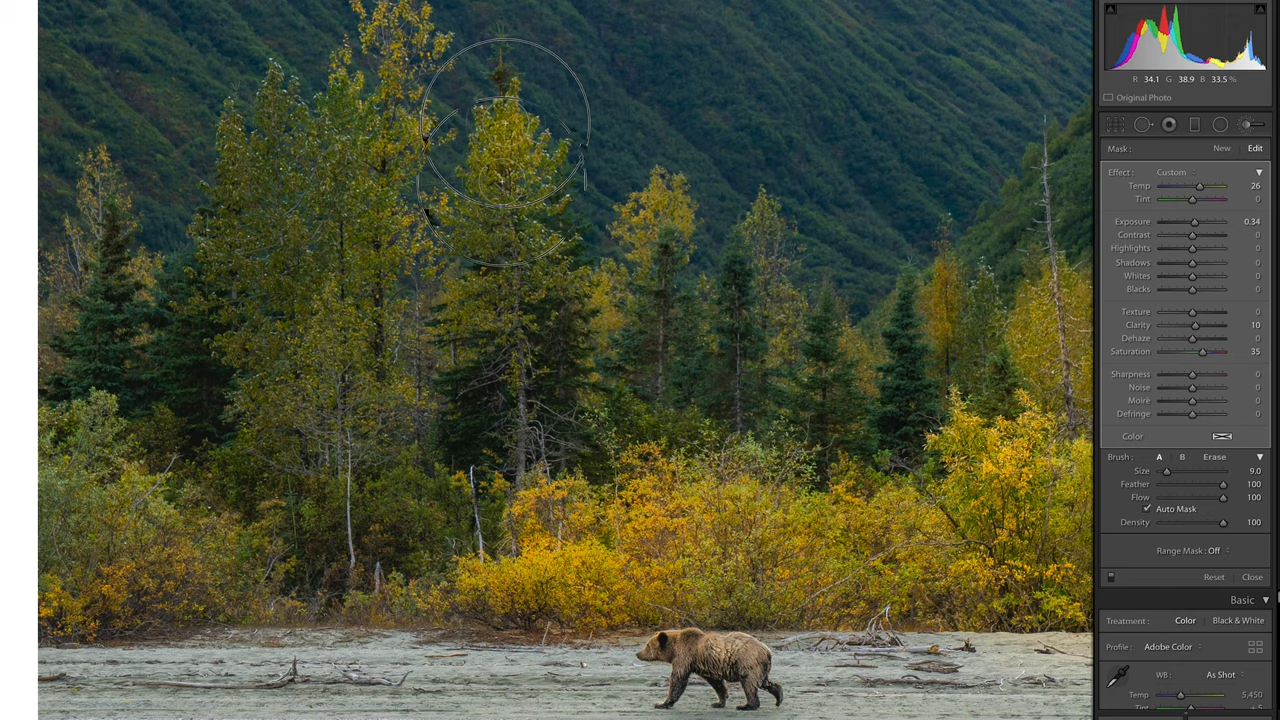 R 34.1 G 38.9 B 33.5 %
Original Photo
Mask : New Edit
Effect : Custom
Temp 26
Tint 0
Exposure 0.34
Contrast 0
Highlights 0
Shadows 0
Whites 0
Blacks 0
Texture 0
Clarity 10
Dehaze 0
Saturation 35
Sharpness 0
Noise 0
Moiré 0
Defringe 0
Color
Brush : A B Erase
Size 9.0
Feather 100
Flow 100
Auto Mask
Density 100
Range Mask : Off
Reset Close
Basic
Treatment : Color Black & White
Profile : Adobe Color
WB : As Shot
Temp 5,450
Tint + 5